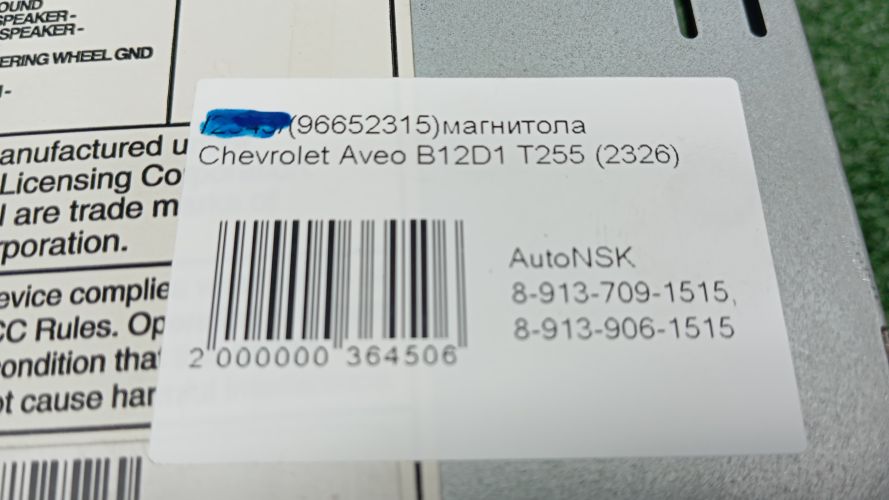 OUND
SPEAKER-
SPEAKER-
ERING WHEEL GND
anufactured u
Licensing Co
l are trade m
rporation.
evice complie
CC Rules. Op
ondition tha
ot cause har
(96652315)магнитола
Chevrolet Aveo B12D1 T255 (2326)
AutoNSK
8-913-709-1515,
8-913-906-1515
2 000000 364506